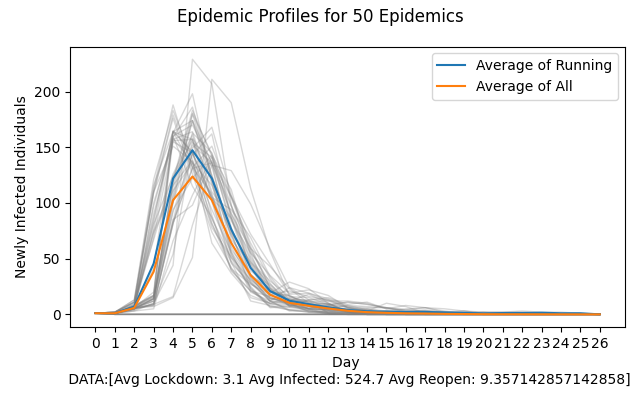 Epidemic Profiles for 50 Epidemics
Average of Running
Average of All
Newly Infected Individuals
200
150
100
50
0
0 1 2 3 4 5 6 7 8 9 10 11 12 13 14 15 16 17 18 19 20 21 22 23 24 25 26
Day
DATA:[Avg Lockdown: 3.1 Avg Infected: 524.7 Avg Reopen: 9.357142857142858]